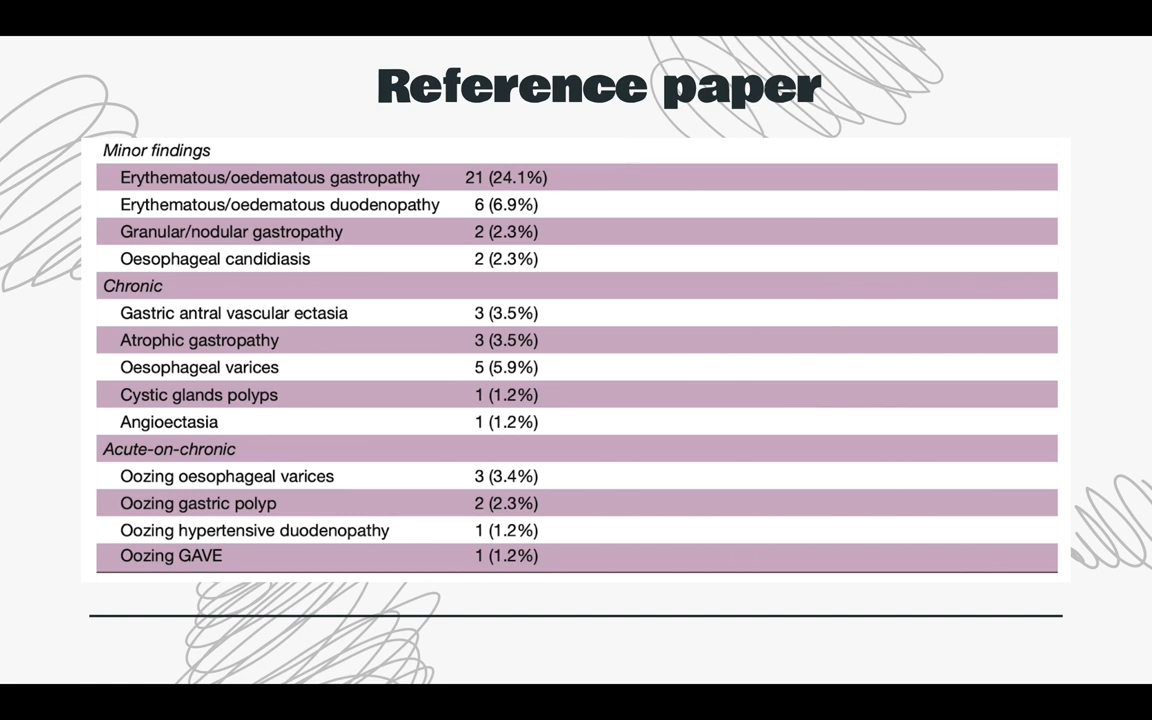 Reference paper
Minor findings
Erythematous/oedematous gastropathy 21 (24.1%)
Erythematous/oedematous duodenopathy 6 (6.9%)
Granular/nodular gastropathy 2 (2.3%)
Oesophageal candidiasis 2 (2.3%)
Chronic
Gastric antral vascular ectasia 3 (3.5%)
Atrophic gastropathy 3 (3.5%)
Oesophageal varices 5 (5.9%)
Cystic glands polyps 1 (1.2%)
Angioectasia 1 (1.2%)
Acute-on-chronic
Oozing oesophageal varices 3 (3.4%)
Oozing gastric polyp 2 (2.3%)
Oozing hypertensive duodenopathy 1 (1.2%)
Oozing GAVE 1 (1.2%)